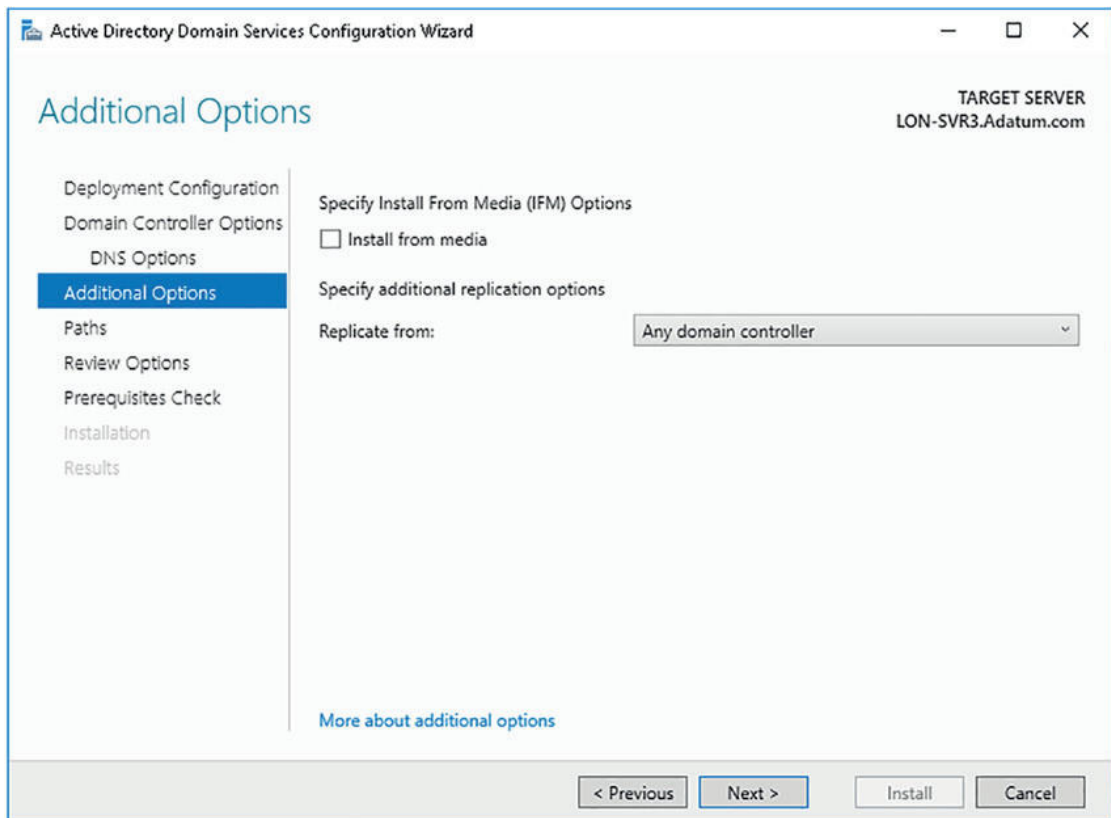 Active Directory Domain Services Configuration Wizard
Additional Options
TARGET SERVER
LON-SVR3.Adatum.com
Deployment Configuration
Domain Controller Options
DNS Options
Additional Options
Paths
Review Options
Prerequisites Check
Installation
Results
Specify Install From Media (IFM) Options
Install from media
Specify additional replication options
Replicate from: Any domain controller
More about additional options
< Previous Next > Install Cancel